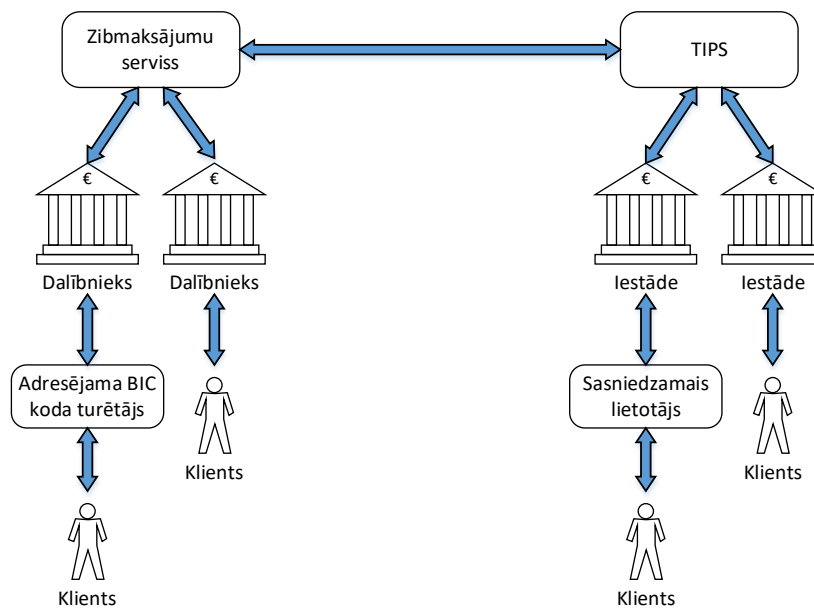 Zibmaksājumu
serviss
TIPS
€
€
€
€
Dalībnieks
Dalībnieks
Iestāde
Iestāde
Adresējama BIC
koda turētājs
Sasniedzamais
lietotājs
Klients
Klients
Klients
Klients